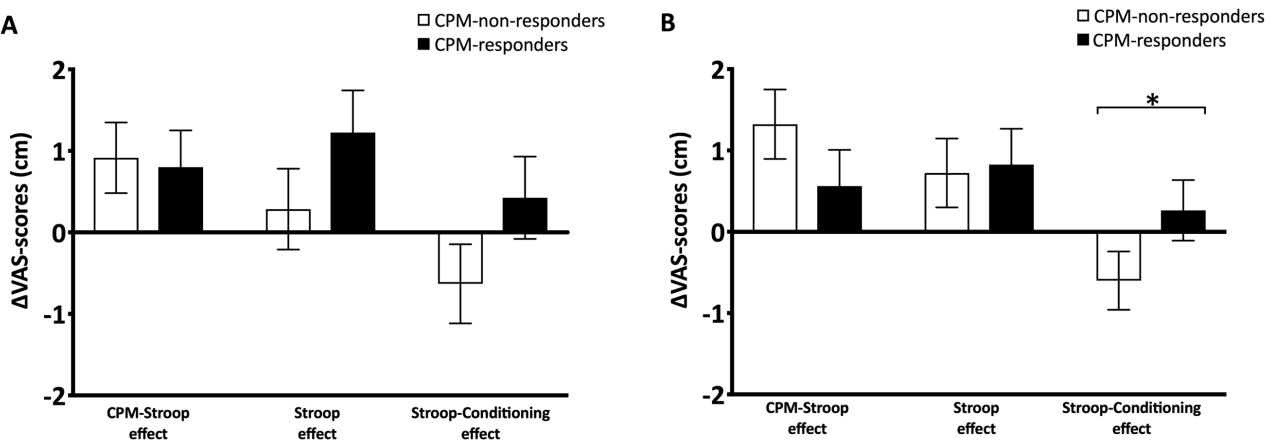 A
CPM-non-responders
CPM-responders
ΔVAS-scores (cm)
2
1
0
-1
-2
CPM-Stroop
effect
Stroop
effect
Stroop-Conditioning
effect
B
CPM-non-responders
CPM-responders
ΔVAS-scores (cm)
2
1
0
-1
-2
*
CPM-Stroop
effect
Stroop
effect
Stroop-Conditioning
effect